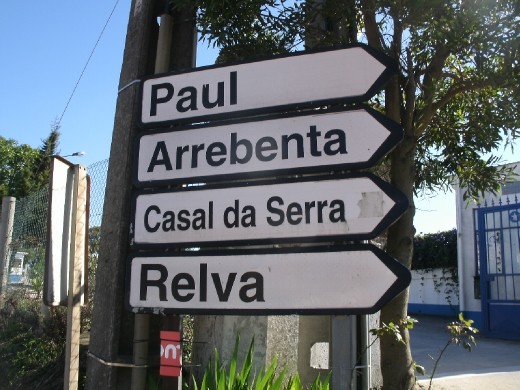 Paul
Arrebenta
Casal da Serra
Relva